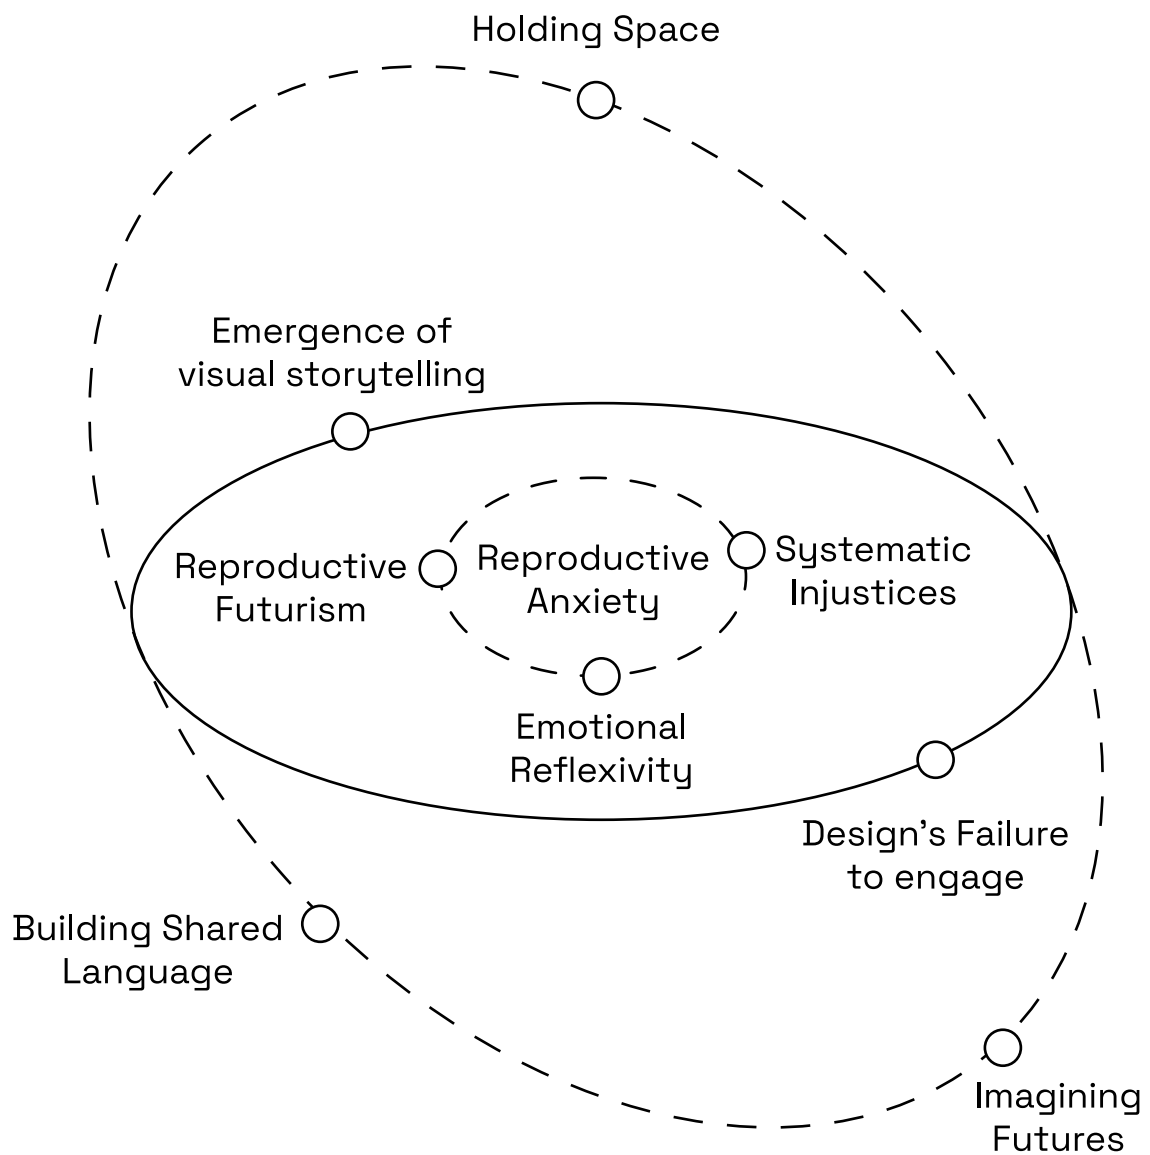 Holding Space
Emergence of
visual storytelling
Reproductive
Futurism
Reproductive
Anxiety
Systematic
Injustices
Emotional
Reflexivity
Design's Failure
to engage
Building Shared
Language
Imagining
Futures